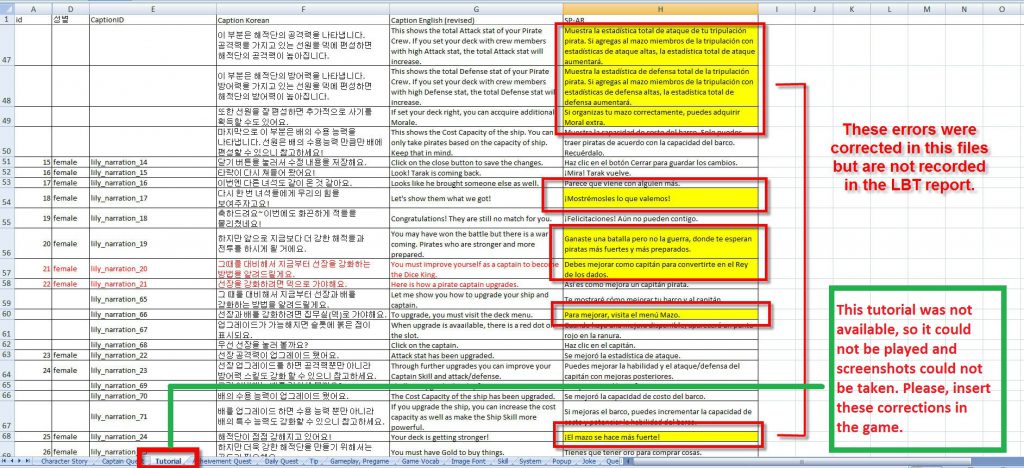 A D E F G H I J K L M N O
1 id 성별 CaptionID Caption Korean Caption English (revised) SP-AR
이 부분은 해적단의 공격력을 나타냅니다. This shows the total Attack stat of your Pirate Muestra la estadística total de ataque de tu tripulación
공격력을 가지고 있는 선원을 덱에 편성하면 Crew. If you set your deck with crew members pirata. Si agregas al mazo miembros de la tripulación con
해적단의 공격력이 높아집니다. with high Attack stat, the total Attack stat will estadísticas de ataque altas, la estadística total de ataque
47 increase. aumentará.
이 부분은 해적단의 방어력을 나타냅니다. This shows the total Defense stat of your Pirate Muestra la estadística de defensa total de la tripulación
방어력을 가지고 있는 선원을 덱에 편성하면 Crew. If you set your deck with crew members pirata. Si agregas al mazo miembros de la tripulación con
해적단의 방어력이 높아집니다. with high Defense stat, the total Defense stat will estadísticas de defensa altas, la estadística total de
48 increase. defensa aumentará.
또한 선원을 잘 편성하면 추가적으로 사기를 If set your deck right, you can accquire additional Si organizas tu mazo correctamente, puedes adquirir
49 획득할 수도 있어요. Morale. Moral extra.
마지막으로 이 부분은 배의 수용 능력을 This shows the Cost Capacity of the ship. You can Muestra la capacidad de costo del barco. Solo puedes
나타냅니다. 선원은 배의 수용능력 만큼만 배에 only take pirates based on the capacity of ship. traer piratas de acuerdo con la capacidad del barco.
50 편성할 수 있으니 참고하세요! Keep that in mind. Recuérdalo.
51 15 female lily_narration_14 닫기 버튼을 눌러서 수정 내용을 저장해요. Click on the close button to save the changes. Haz clic en el botón Cerrar para guardar los cambios.
52 16 female lily_narration_15 타락이 다시 쳐들어 왔어요! Look! Tarak is coming back. ¡Mira! Tarak vuelve.
53 17 female lily_narration_16 이번엔 다른 녀석도 같이 온 것 같아요. Looks like he brought someone else as well. Parece que viene con alguien más.
다시 한 번 녀석들에게 우리의 힘을
54 18 female lily_narration_17 보여주자고요! Let's show them what we got! ¡Mostrémosles lo que valemos!
축하드려요~이번에도 화끈하게 적들을
55 19 female lily_narration_18 물리쳤네요! Congratulations! They are still no match for you. ¡Felicitaciones! Aún no pueden contigo.
You may have won the battle but there is a war
하지만 앞으로 지금보다 더 강한 해적들과 coming. Pirates who are stronger and more Ganaste una batalla pero no la guerra, donde te esperan
56 20 female lily_narration_19 전투를 하시게 될 거에요. prepared. piratas más fuertes y más preparados.
그때를 대비해서 지금부터 선장을 강화하는 You must improve yourself as a captain to become Debes mejorar como capitán para convertirte en el Rey
57 21 female lily_narration_20 방법을 알려드릴게요. the Dice King. de los dados.
58 22 female lily_narration_21 선장을 강화하려면 덱으로 가야해요. Here is how a pirate captain upgrades. Así es como mejora un capitán pirata.
그 때를 대비해서 지금부터 선장과 배를 Let me show you how to upgrade your ship and
59 lily_narration_65 강화하는 방법을 알려드릴게요. captain. Te mostraré cómo mejorar tu barco y al capitán.
60 lily_narration_66 선장과 배를 강화하려면 집무실(덱)로 가야해요. To upgrade, you must visit the deck menu. Para mejorar, visita el menú Mazo.
업그레이드가 가능해지면 슬롯에 붉은 점이 When upgrade is avaailable, there is a red dot on Cuando haya una mejora disponible, aparecerá un punto
61 lily_narration_67 표시되요. the slot. rojo en la ranura.
62 lily_narration_68 우선 선장을 눌러 볼까요? Click on the captain. Haz clic en el capitán.
63 23 female lily_narration_22 선장 공격력이 업그레이드 됐어요. Attack stat has been upgraded. Se mejoró la estadística de ataque.
선장 업그레이드를 하면 공격력뿐만 아니라 Through further upgrades you can improve your Puedes mejorar la habilidad y el ataque/defensa del
64 24 female lily_narration_23 방어력 스킬도 강화 할 수 있으니 참고하세요. Captain Skill and attack/defense. capitán con mejoras posteriores.
65 lily_narration_69
66 lily_narration_70 배의 수용능력이 업그레이드 됐어요. The Cost Capacity of the ship has been upgraded. Se mejoró la capacidad de costo del barco.
If you upgrade the ship, you can increase the cost
배를 업그레이드 하면 수용 능력 뿐만 아니라 capacity as well as make the Ship Skill more Si mejoras el barco, puedes incrementar la capacidad de
67 lily_narration_71 배의 특수 능력도 강화할 수 있으니 참고하세요! powerful. costo y potenciar la habilidad del barco.
68 25 female lily_narration_24 해적단이 점점 강해지고 있어요! Your deck is getting stronger! ¡El mazo se hace más fuerte!
하지만 더욱 강한 해적단을 만들기 위해서는
69 26 female You must have Gold to buy things. Tienes que tener oro para comprar cosas.
Character Story Captain Quest Tutorial Achievement Quest Daily Quest Tip Gameplay, Pregame Game Vocab Image Font Skill System Popup Joke Que
These errors were
corrected in this files
but are not recorded
in the LBT report.
This tutorial was not
available, so it could
not be played and
screenshots could not
be taken. Please, insert
these corrections in
the game.